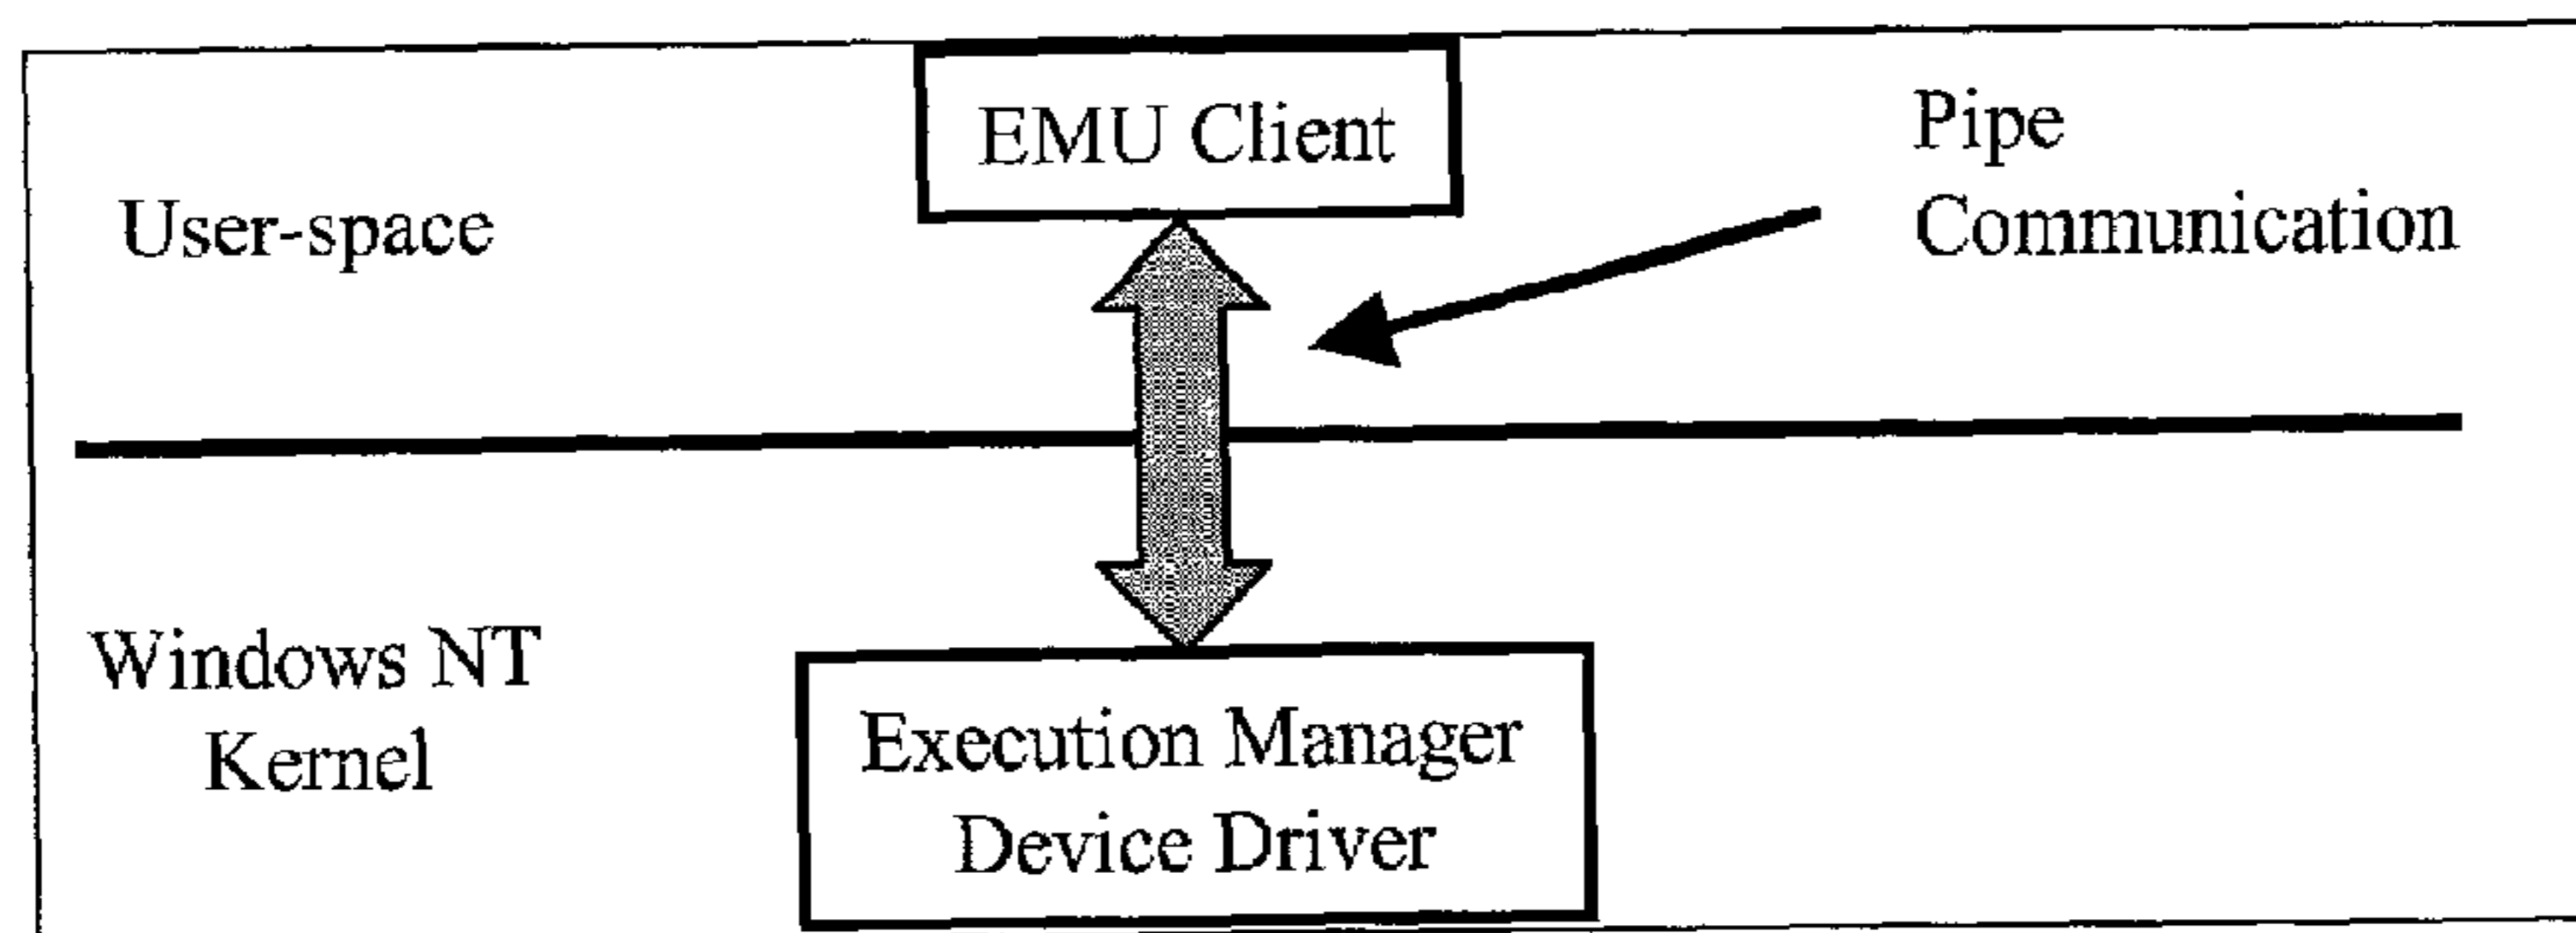 EMU Client
Pipe
Communication
User-space
Windows NT
Kernel
Execution Manager
Device Driver